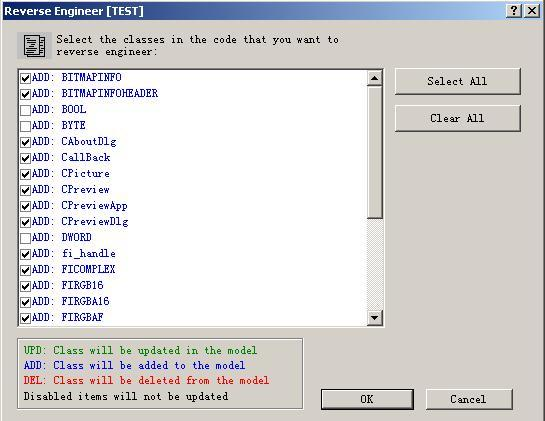 Reverse Engineer [TEST]
Select the classes in the code that you want to
reverse engineer:
ADD: BITMAPINFO
ADD: BITMAPINFOHEADER
ADD: BOOL
ADD: BYTE
ADD: CAboutDlg
ADD: CallBack
ADD: CPicture
ADD: CPreview
ADD: CPreviewApp
ADD: CPreviewDlg
ADD: DWORD
ADD: fi_handle
ADD: FICOMPLEX
ADD: FIRGB16
ADD: FIRGBA16
ADD: FIRGBAF
Select All
Clear All
UPD: Class will be updated in the model
ADD: Class will be added to the model
DEL: Class will be deleted from the model
Disabled items will not be updated
OK
Cancel